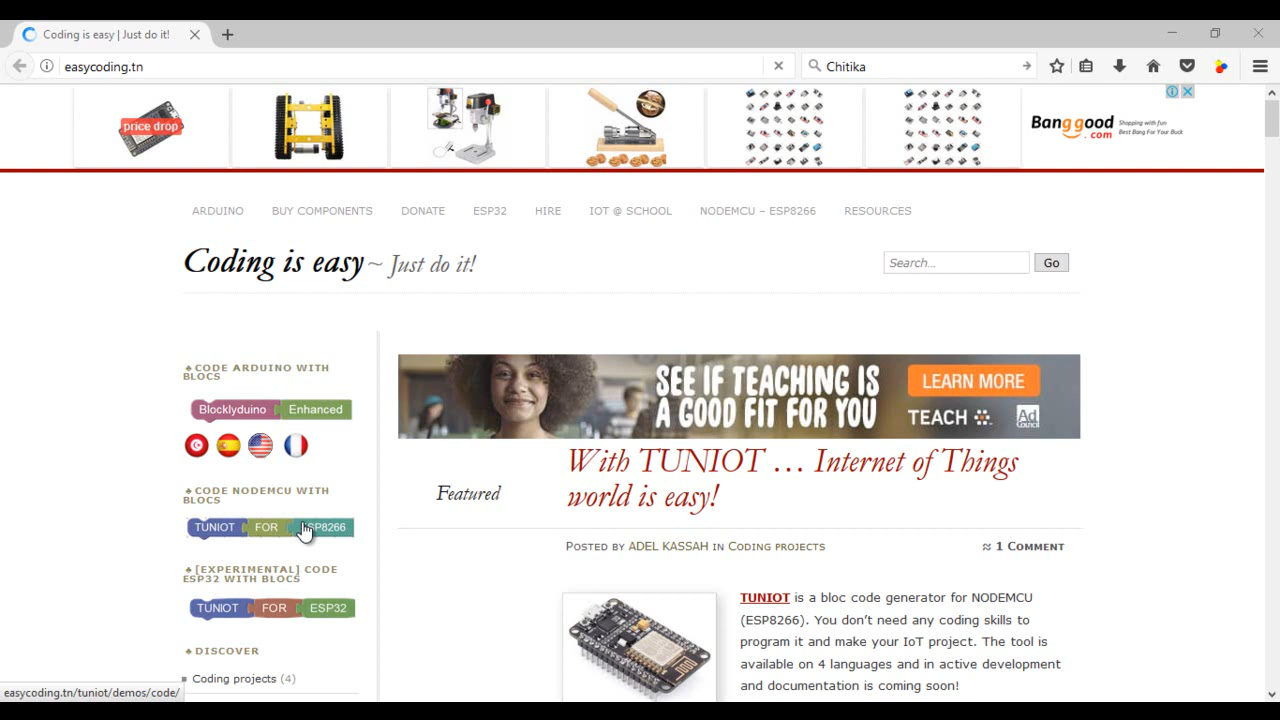 Coding is easy | Just do it!
easycoding.tn
Chitika
price drop
Banggood
.com
Shopping with fun
Best Bang For Your Buck
ARDUINO BUY COMPONENTS DONATE ESP32 HIRE IOT @ SCHOOL NODEMCU – ESP8266 RESOURCES
Coding is easy ~ Just do it!
Search...
Go
♣ CODE ARDUINO WITH
BLOCS
Blocklyduino Enhanced
♣ CODE NODEMCU WITH
BLOCS
TUNIOT FOR ESP8266
♣ [EXPERIMENTAL] CODE
ESP32 WITH BLOCS
TUNIOT FOR ESP32
♣ DISCOVER
Coding projects (4)
SEE IF TEACHING IS
A GOOD FIT FOR YOU
LEARN MORE
TEACH
Ad
Council
Featured
With TUNIOT … Internet of Things
world is easy!
POSTED BY ADEL KASSAH IN CODING PROJECTS
≈ 1 COMMENT
TUNIOT is a bloc code generator for NODEMCU
(ESP8266). You don’t need any coding skills to
program it and make your IoT project. The tool is
available on 4 languages and in active development
and documentation is coming soon!
easycoding.tn/tuniot/demos/code/